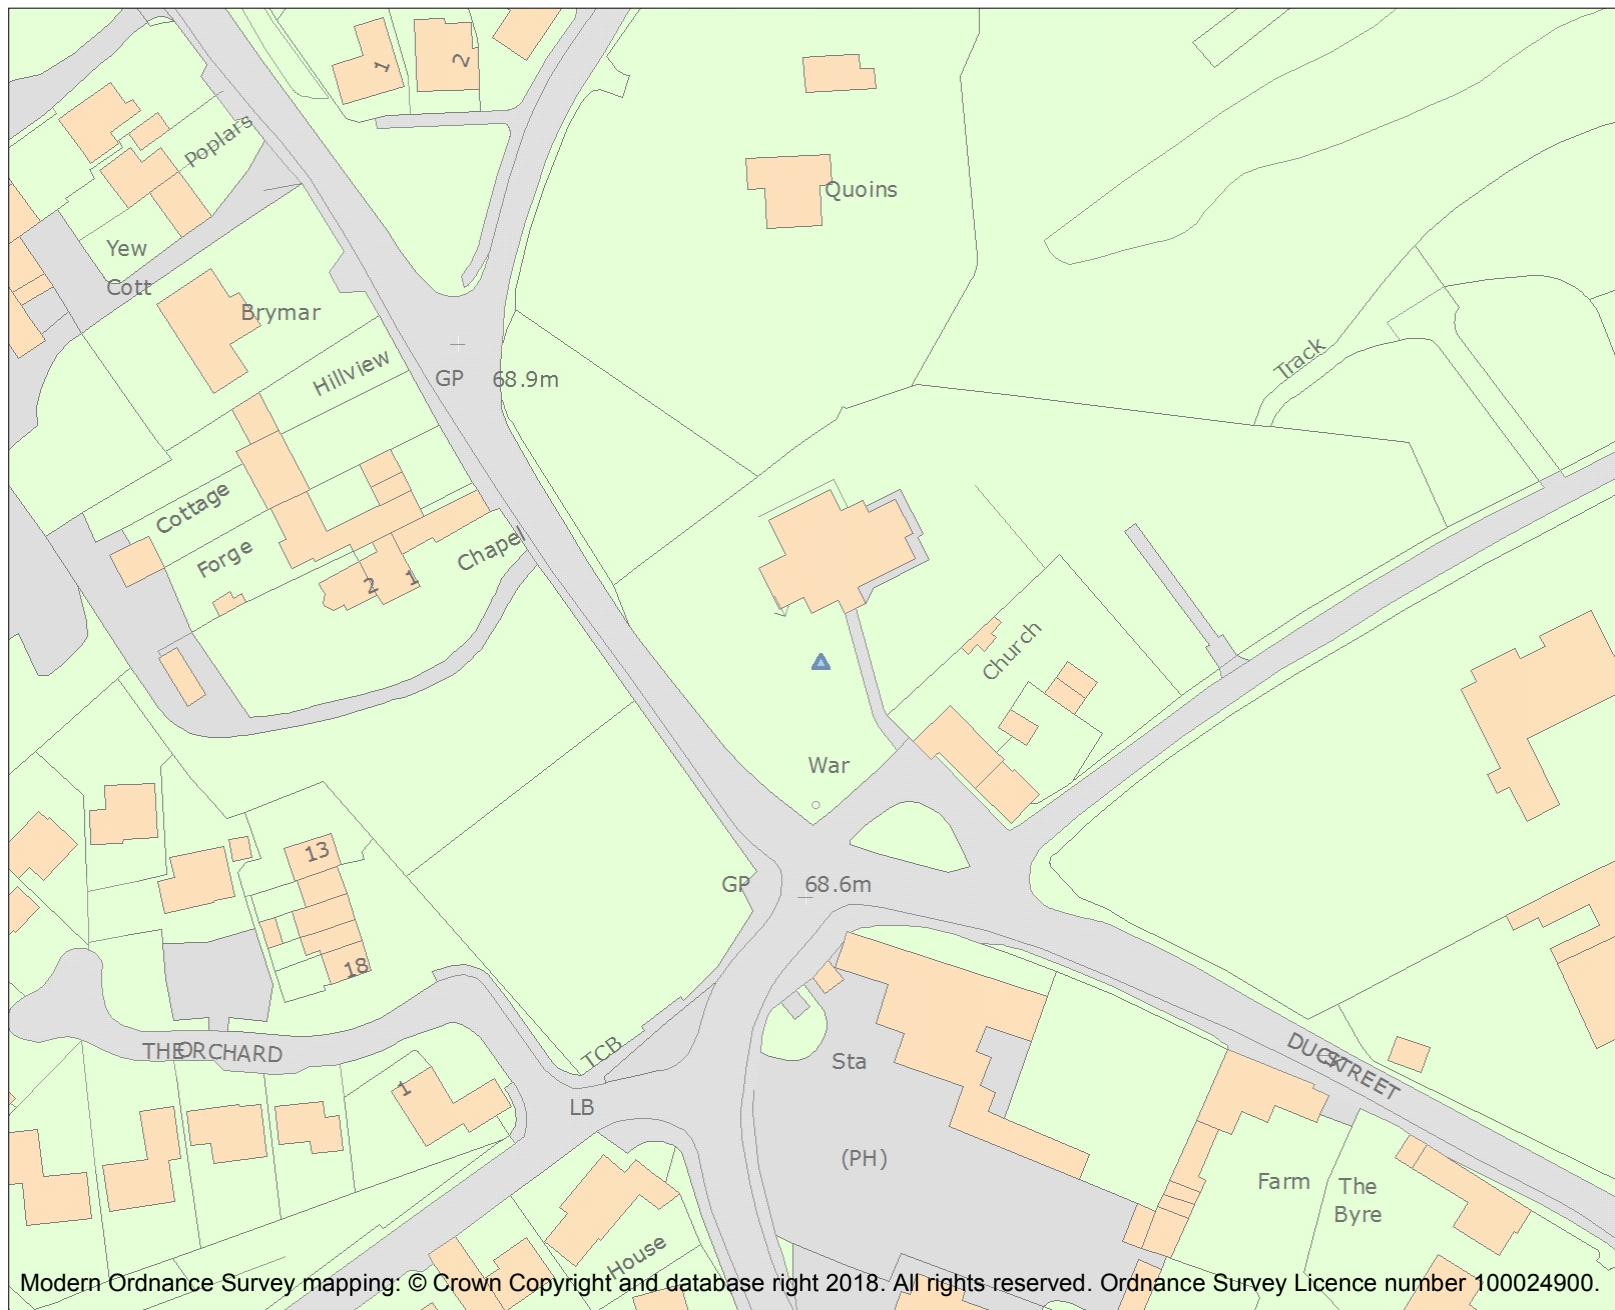 1
2
Poplars
Quoins
Yew
Cott
Brymar
Hillview
Track
GP
68.9m
Cottage
Forge
Chapel
2
1
Church
War
13
GP
68.6m
18
THE
ORCHARD
TCB
Sta
DUCK
STREET
1
LB
(PH)
Farm
The
Byre
House
Modern Ordnance Survey mapping: © Crown Copyright and database right 2018. All rights reserved. Ordnance Survey Licence number 100024900.